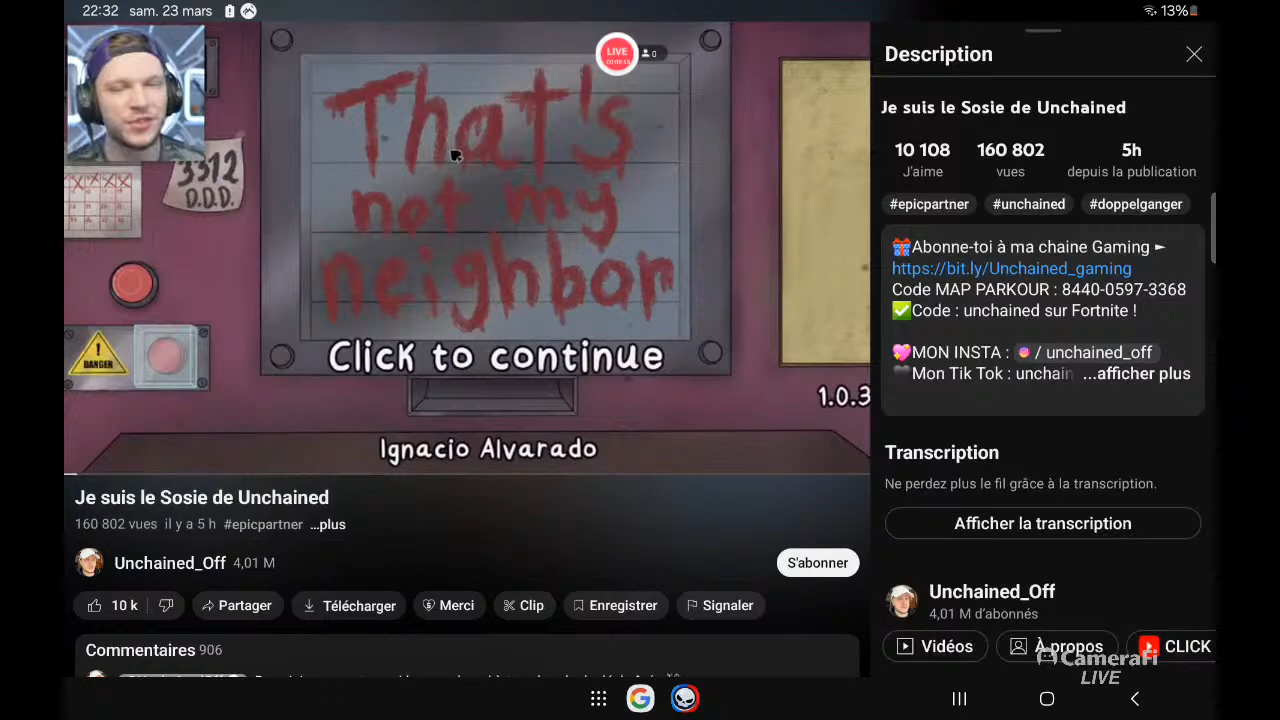 22:32 sam. 23 mars
13%
LIVE
0
3312
D.D.D.
That's
not my
neighbor
DANGER
Click to continue
1.0.3
Ignacio Alvarado
Je suis le Sosie de Unchained
160 802 vues il y a 5 h #epicpartner ...plus
Unchained_Off 4,01 M
S'abonner
10 k
Partager
Télécharger
Merci
Clip
Enregistrer
Signaler
Commentaires 906
Description
Je suis le Sosie de Unchained
10 108 160 802 5h
J'aime vues depuis la publication
#epicpartner #unchained #doppelganger
🎁Abonne-toi à ma chaine Gaming ►
https://bit.ly/Unchained_gaming
Code MAP PARKOUR : 8440-0597-3368
✅Code : unchained sur Fortnite !
💖MON INSTA : / unchained_off
🖤Mon Tik Tok : unchain ...afficher plus
Transcription
Ne perdez plus le fil grâce à la transcription.
Afficher la transcription
Unchained_Off
4,01 M d'abonnés
Vidéos
À propos
CLICK
CameraFi
LIVE